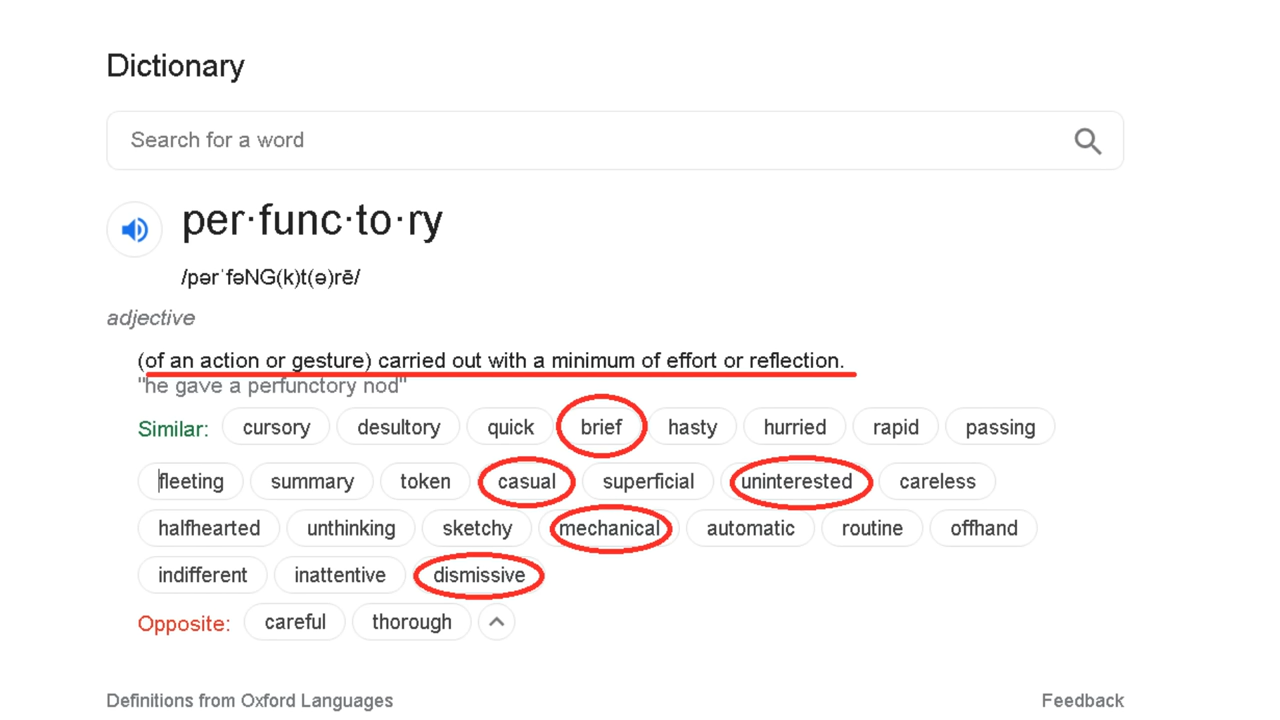 Dictionary
Search for a word
per·func·to·ry
/pərˈfəNG(k)t(ə)rē/
adjective
(of an action or gesture) carried out with a minimum of effort or reflection.
"he gave a perfunctory nod"
Similar: cursory desultory quick brief hasty hurried rapid passing
fleeting summary token casual superficial uninterested careless
halfhearted unthinking sketchy mechanical automatic routine offhand
indifferent inattentive dismissive
Opposite: careful thorough
Definitions from Oxford Languages Feedback